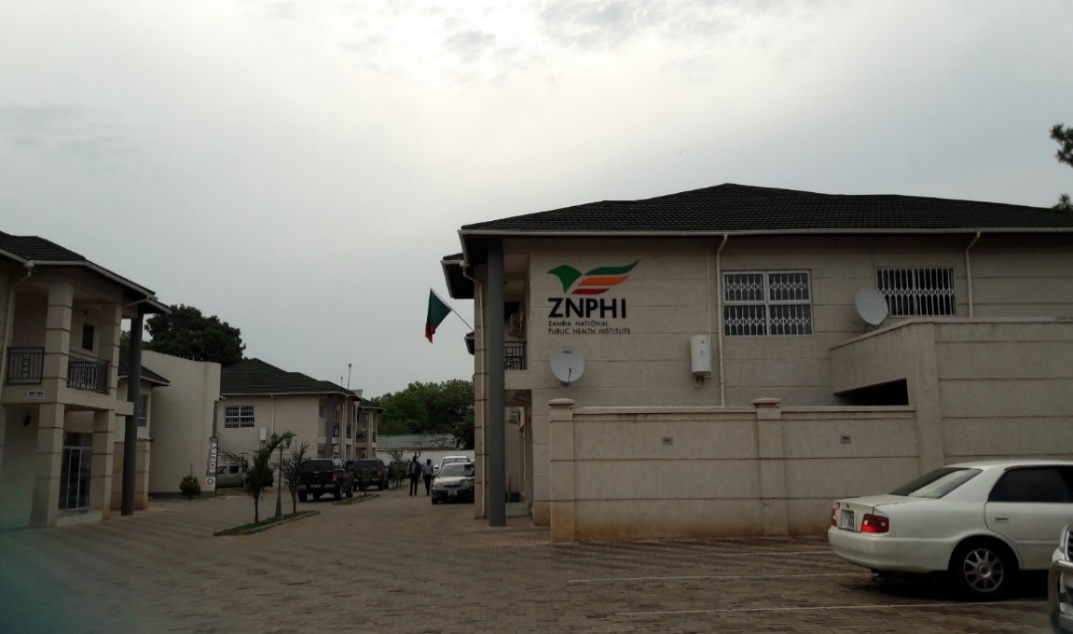 ZNPHI
ZAMBIA NATIONAL
PUBLIC HEALTH INSTITUTE